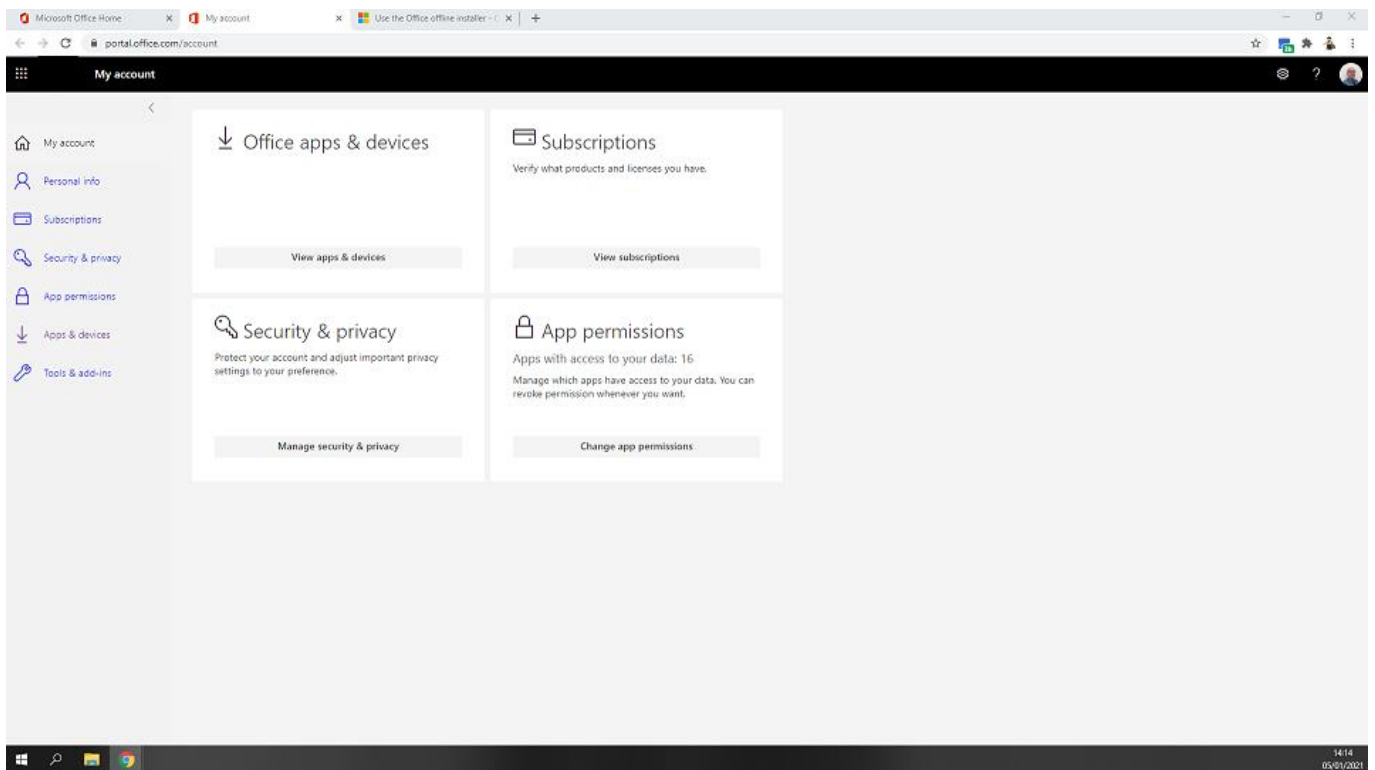 Microsoft Office Home
My account
Use the Office offline installer -
portal.office.com/account
My account
?
My account
Personal info
Subscriptions
Security & privacy
App permissions
Apps & devices
Tools & add-ins
Office apps & devices
View apps & devices
Subscriptions
Verify what products and licenses you have.
View subscriptions
Security & privacy
Protect your account and adjust important privacy
settings to your preference.
Manage security & privacy
App permissions
Apps with access to your data: 16
Manage which apps have access to your data. You can
revoke permission whenever you want.
Change app permissions
14:14
05/01/2021